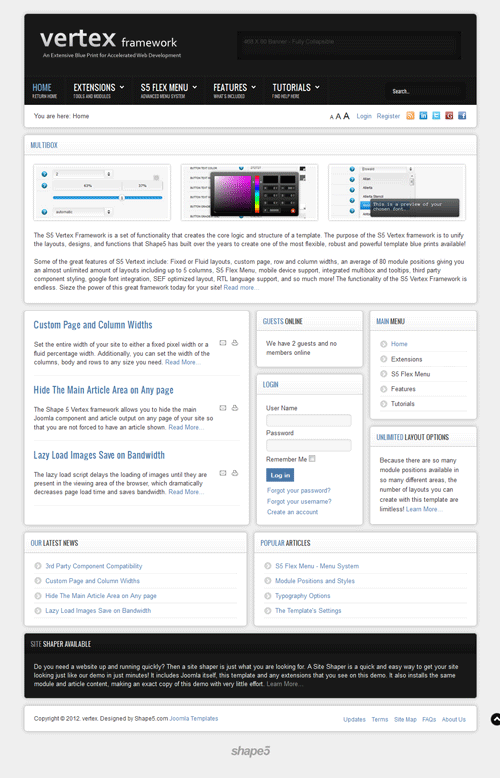 vertex framework
An Extensive Blue Print for Accelerated Web Development
468 X 60 Banner - Fully Collapsible
HOME EXTENSIONS S5 FLEX MENU FEATURES TUTORIALS
RETURN HOME TOOLS AND MODULES ADVANCED MENU SYSTEM WHAT'S INCLUDED FIND HELP HERE
Search...
You are here: Home
A A A Login Register
MULTIBOX
This is a preview of your chosen font.
The S5 Vertex Framework is a set of functionality that creates the core logic and structure of a template. The purpose of the S5 Vertex framework is to unify
the layouts, designs, and functions that Shape5 has built over the years to create one of the most flexible, robust and powerful template blue prints available!
Some of the great features of S5 Vertext include: Fixed or Fluid layouts, custom page, row and column widths, an average of 80 module positions giving you
an almost unlimited amount of layouts including up to 5 columns, S5 Flex Menu, mobile device support, integrated multibox and tooltips, third party
component styling, google font integration, SEF optimized layout, RTL language support, and so much more! The functionality of the S5 Vertex Framework is
endless. Sieze the power of this great framework today for your site! Read more...
Custom Page and Column Widths
Set the entire width of your site to either a fixed pixel width or a
fluid percentage width. Additionally, you can set the width of the
columns, body and rows to any size you need. Read More...
Hide The Main Article Area on Any page
The Shape 5 Vertex framework allows you to hide the main
Joomla component and article output on any page of your site so
that you are not forced to have an article shown. Read More...
Lazy Load Images Save on Bandwidth
The lazy load script delays the loading of images until they are
present in the viewing area of the browser, which dramatically
decreases page load time and saves bandwidth. Read More...
GUESTS ONLINE
We have 2 guests and no
members online
LOGIN
User Name
Password
Remember Me
Log in
Forgot your password?
Forgot your username?
Create an account
MAIN MENU
Home
Extensions
S5 Flex Menu
Features
Tutorials
UNLIMITED LAYOUT OPTIONS
Because there are so many
module positions available in
so many different areas, the
number of layouts you can
create with this template are
limitless! Learn More...
OUR LATEST NEWS
3rd Party Component Compatibility
Custom Page and Column Widths
Hide The Main Article Area on Any page
Lazy Load Images Save on Bandwidth
POPULAR ARTICLES
S5 Flex Menu - Menu System
Module Positions and Styles
Typography Options
The Template's Settings
SITE SHAPER AVAILABLE
Do you need a website up and running quickly? Then a site shaper is just what you are looking for. A Site Shaper is a quick and easy way to get your site
looking just like our demo in just minutes! It includes Joomla itself, this template and any extensions that you see on this demo. It also installs the same
module and article content, making an exact copy of this demo with very little effort. Learn More...
Copyright © 2012. vertex. Designed by Shape5.com Joomla Templates
Updates Terms Site Map FAQs About Us
shape5